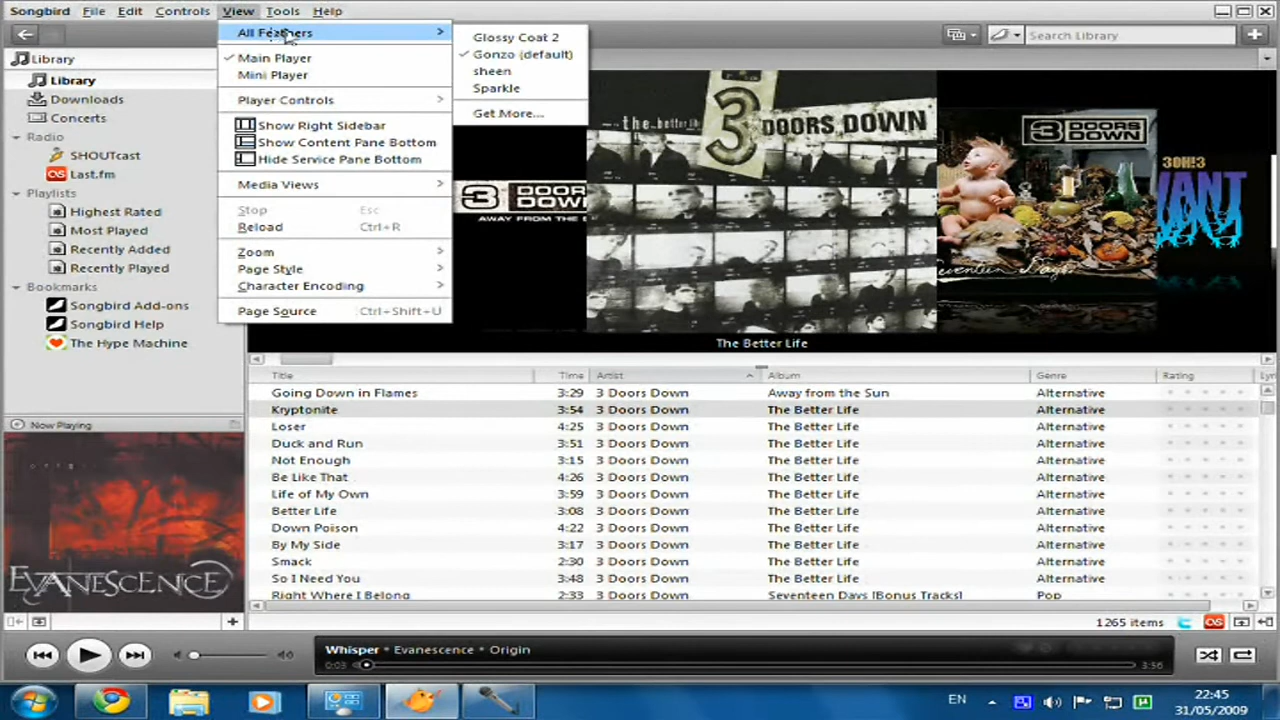 Songbird File Edit Controls View Tools Help
Search Library
Library
Library
Downloads
Concerts
Radio
SHOUTcast
Last.fm
Playlists
Highest Rated
Most Played
Recently Added
Recently Played
Bookmarks
Songbird Add-ons
Songbird Help
The Hype Machine
All Feathers
Main Player
Mini Player
Player Controls
Show Right Sidebar
Show Content Pane Bottom
Hide Service Pane Bottom
Media Views
Stop Esc
Reload Ctrl+R
Zoom
Page Style
Character Encoding
Page Source Ctrl+Shift+U
Glossy Coat 2
Gonzo (default)
sheen
Sparkle
Get More...
3 DOORS DOWN
AWAY FROM THE
...the better life
3 DOORS DOWN
3 DOORS DOWN
3OH!3
WANT
The Better Life
Title Time Artist Album Genre Rating
Going Down in Flames 3:29 3 Doors Down Away from the Sun Alternative
Kryptonite 3:54 3 Doors Down The Better Life Alternative
Loser 4:25 3 Doors Down The Better Life Alternative
Duck and Run 3:51 3 Doors Down The Better Life Alternative
Not Enough 3:15 3 Doors Down The Better Life Alternative
Be Like That 4:26 3 Doors Down The Better Life Alternative
Life of My Own 3:59 3 Doors Down The Better Life Alternative
Better Life 3:08 3 Doors Down The Better Life Alternative
Down Poison 4:22 3 Doors Down The Better Life Alternative
By My Side 3:17 3 Doors Down The Better Life Alternative
Smack 2:30 3 Doors Down The Better Life Alternative
So I Need You 3:48 3 Doors Down The Better Life Alternative
Right Where I Belong 2:33 3 Doors Down Seventeen Days [Bonus Tracks] Pop
Now Playing
origin
EVANESCENCE
1265 items
Whisper • Evanescence • Origin
0:03 3:56
EN
22:45
31/05/2009